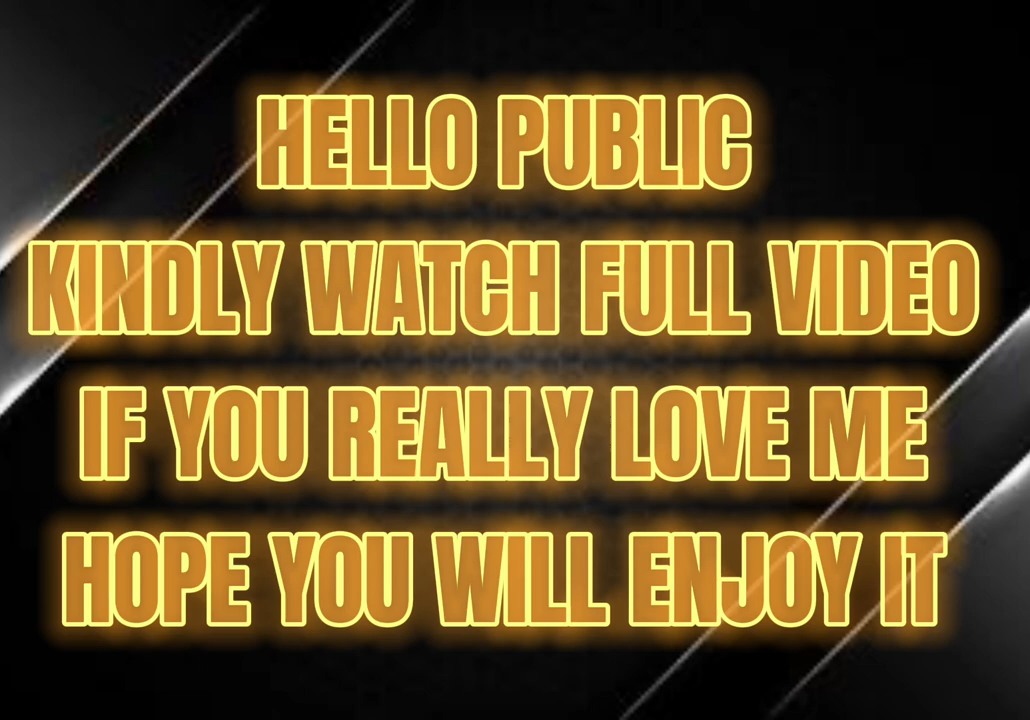 HELLO PUBLIC
KINDLY WATCH FULL VIDEO
IF YOU REALLY LOVE ME
HOPE YOU WILL ENJOY IT